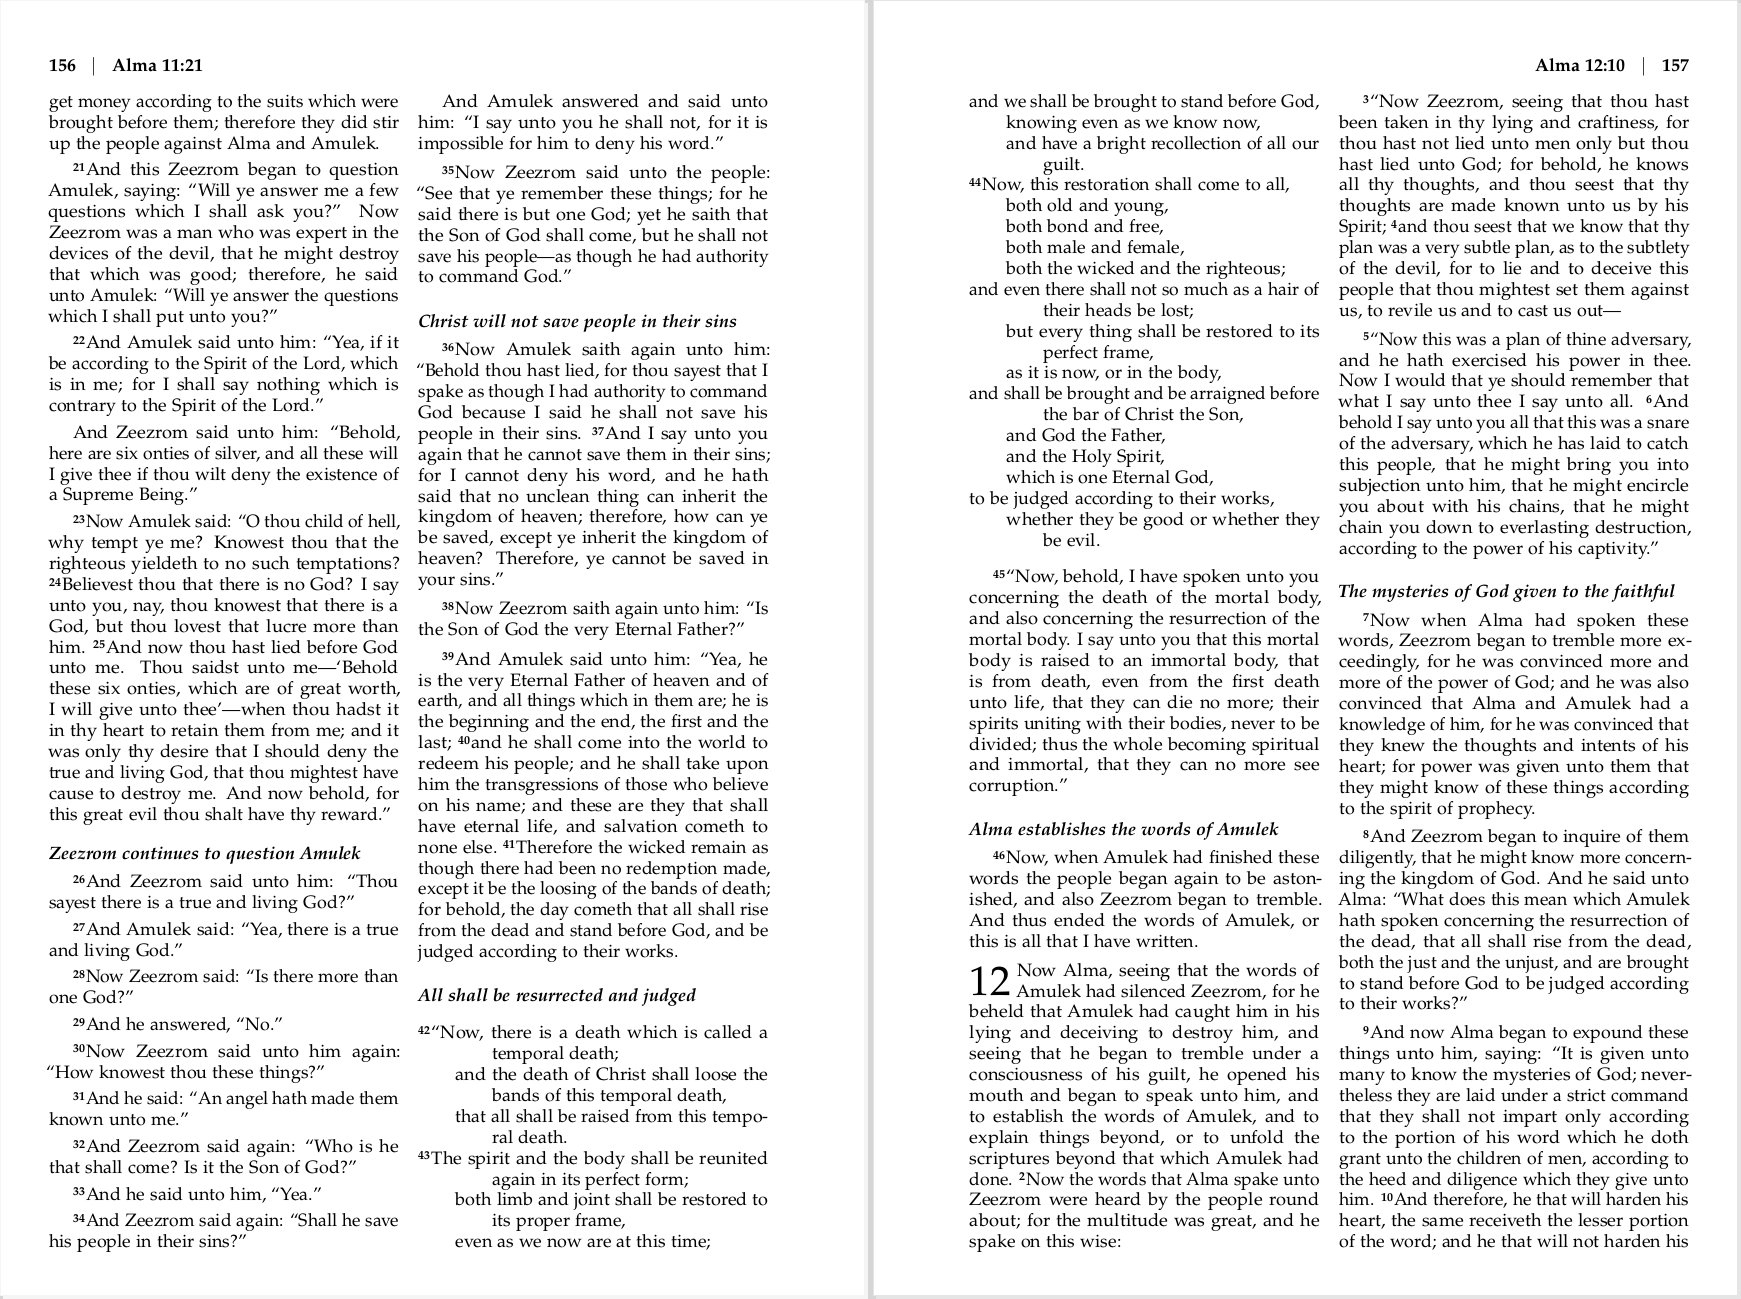 156 | Alma 11:21
get money according to the suits which were
brought before them; therefore they did stir
up the people against Alma and Amulek.
21And this Zeezrom began to question
Amulek, saying: “Will ye answer me a few
questions which I shall ask you?” Now
Zeezrom was a man who was expert in the
devices of the devil, that he might destroy
that which was good; therefore, he said
unto Amulek: “Will ye answer the questions
which I shall put unto you?”
22And Amulek said unto him: “Yea, if it
be according to the Spirit of the Lord, which
is in me; for I shall say nothing which is
contrary to the Spirit of the Lord.”
And Zeezrom said unto him: “Behold,
here are six onties of silver, and all these will
I give thee if thou wilt deny the existence of
a Supreme Being.”
23Now Amulek said: “O thou child of hell,
why tempt ye me? Knowest thou that the
righteous yieldeth to no such temptations?
24Believest thou that there is no God? I say
unto you, nay, thou knowest that there is a
God, but thou lovest that lucre more than
him. 25And now thou hast lied before God
unto me. Thou saidst unto me—‘Behold
these six onties, which are of great worth,
I will give unto thee’—when thou hadst it
in thy heart to retain them from me; and it
was only thy desire that I should deny the
true and living God, that thou mightest have
cause to destroy me. And now behold, for
this great evil thou shalt have thy reward.”
Zeezrom continues to question Amulek
26And Zeezrom said unto him: “Thou
sayest there is a true and living God?”
27And Amulek said: “Yea, there is a true
and living God.”
28Now Zeezrom said: “Is there more than
one God?”
29And he answered, “No.”
30Now Zeezrom said unto him again:
“How knowest thou these things?”
31And he said: “An angel hath made them
known unto me.”
32And Zeezrom said again: “Who is he
that shall come? Is it the Son of God?”
33And he said unto him, “Yea.”
34And Zeezrom said again: “Shall he save
his people in their sins?”
And Amulek answered and said unto
him: “I say unto you he shall not, for it is
impossible for him to deny his word.”
35Now Zeezrom said unto the people:
“See that ye remember these things; for he
said there is but one God; yet he saith that
the Son of God shall come, but he shall not
save his people—as though he had authority
to command God.”
Christ will not save people in their sins
36Now Amulek saith again unto him:
“Behold thou hast lied, for thou sayest that I
spake as though I had authority to command
God because I said he shall not save his
people in their sins. 37And I say unto you
again that he cannot save them in their sins;
for I cannot deny his word, and he hath
said that no unclean thing can inherit the
kingdom of heaven; therefore, how can ye
be saved, except ye inherit the kingdom of
heaven? Therefore, ye cannot be saved in
your sins.”
38Now Zeezrom saith again unto him: “Is
the Son of God the very Eternal Father?”
39And Amulek said unto him: “Yea, he
is the very Eternal Father of heaven and of
earth, and all things which in them are; he is
the beginning and the end, the first and the
last; 40and he shall come into the world to
redeem his people; and he shall take upon
him the transgressions of those who believe
on his name; and these are they that shall
have eternal life, and salvation cometh to
none else. 41Therefore the wicked remain as
though there had been no redemption made,
except it be the loosing of the bands of death;
for behold, the day cometh that all shall rise
from the dead and stand before God, and be
judged according to their works.
All shall be resurrected and judged
42“Now, there is a death which is called a
temporal death;
and the death of Christ shall loose the
bands of this temporal death,
that all shall be raised from this tempo-
ral death.
43The spirit and the body shall be reunited
again in its perfect form;
both limb and joint shall be restored to
its proper frame,
even as we now are at this time;
Alma 12:10 | 157
and we shall be brought to stand before God,
knowing even as we know now,
and have a bright recollection of all our
guilt.
44Now, this restoration shall come to all,
both old and young,
both bond and free,
both male and female,
both the wicked and the righteous;
and even there shall not so much as a hair of
their heads be lost;
but every thing shall be restored to its
perfect frame,
as it is now, or in the body,
and shall be brought and be arraigned before
the bar of Christ the Son,
and God the Father,
and the Holy Spirit,
which is one Eternal God,
to be judged according to their works,
whether they be good or whether they
be evil.
45“Now, behold, I have spoken unto you
concerning the death of the mortal body,
and also concerning the resurrection of the
mortal body. I say unto you that this mortal
body is raised to an immortal body, that
is from death, even from the first death
unto life, that they can die no more; their
spirits uniting with their bodies, never to be
divided; thus the whole becoming spiritual
and immortal, that they can no more see
corruption.”
Alma establishes the words of Amulek
46Now, when Amulek had finished these
words the people began again to be aston-
ished, and also Zeezrom began to tremble.
And thus ended the words of Amulek, or
this is all that I have written.
12 Now Alma, seeing that the words of
Amulek had silenced Zeezrom, for he
beheld that Amulek had caught him in his
lying and deceiving to destroy him, and
seeing that he began to tremble under a
consciousness of his guilt, he opened his
mouth and began to speak unto him, and
to establish the words of Amulek, and to
explain things beyond, or to unfold the
scriptures beyond that which Amulek had
done. 2Now the words that Alma spake unto
Zeezrom were heard by the people round
about; for the multitude was great, and he
spake on this wise:
3“Now Zeezrom, seeing that thou hast
been taken in thy lying and craftiness, for
thou hast not lied unto men only but thou
hast lied unto God; for behold, he knows
all thy thoughts, and thou seest that thy
thoughts are made known unto us by his
Spirit; 4and thou seest that we know that thy
plan was a very subtle plan, as to the subtlety
of the devil, for to lie and to deceive this
people that thou mightest set them against
us, to revile us and to cast us out—
5“Now this was a plan of thine adversary,
and he hath exercised his power in thee.
Now I would that ye should remember that
what I say unto thee I say unto all. 6And
behold I say unto you all that this was a snare
of the adversary, which he has laid to catch
this people, that he might bring you into
subjection unto him, that he might encircle
you about with his chains, that he might
chain you down to everlasting destruction,
according to the power of his captivity.”
The mysteries of God given to the faithful
7Now when Alma had spoken these
words, Zeezrom began to tremble more ex-
ceedingly, for he was convinced more and
more of the power of God; and he was also
convinced that Alma and Amulek had a
knowledge of him, for he was convinced that
they knew the thoughts and intents of his
heart; for power was given unto them that
they might know of these things according
to the spirit of prophecy.
8And Zeezrom began to inquire of them
diligently, that he might know more concern-
ing the kingdom of God. And he said unto
Alma: “What does this mean which Amulek
hath spoken concerning the resurrection of
the dead, that all shall rise from the dead,
both the just and the unjust, and are brought
to stand before God to be judged according
to their works?”
9And now Alma began to expound these
things unto him, saying: “It is given unto
many to know the mysteries of God; never-
theless they are laid under a strict command
that they shall not impart only according
to the portion of his word which he doth
grant unto the children of men, according to
the heed and diligence which they give unto
him. 10And therefore, he that will harden his
heart, the same receiveth the lesser portion
of the word; and he that will not harden his